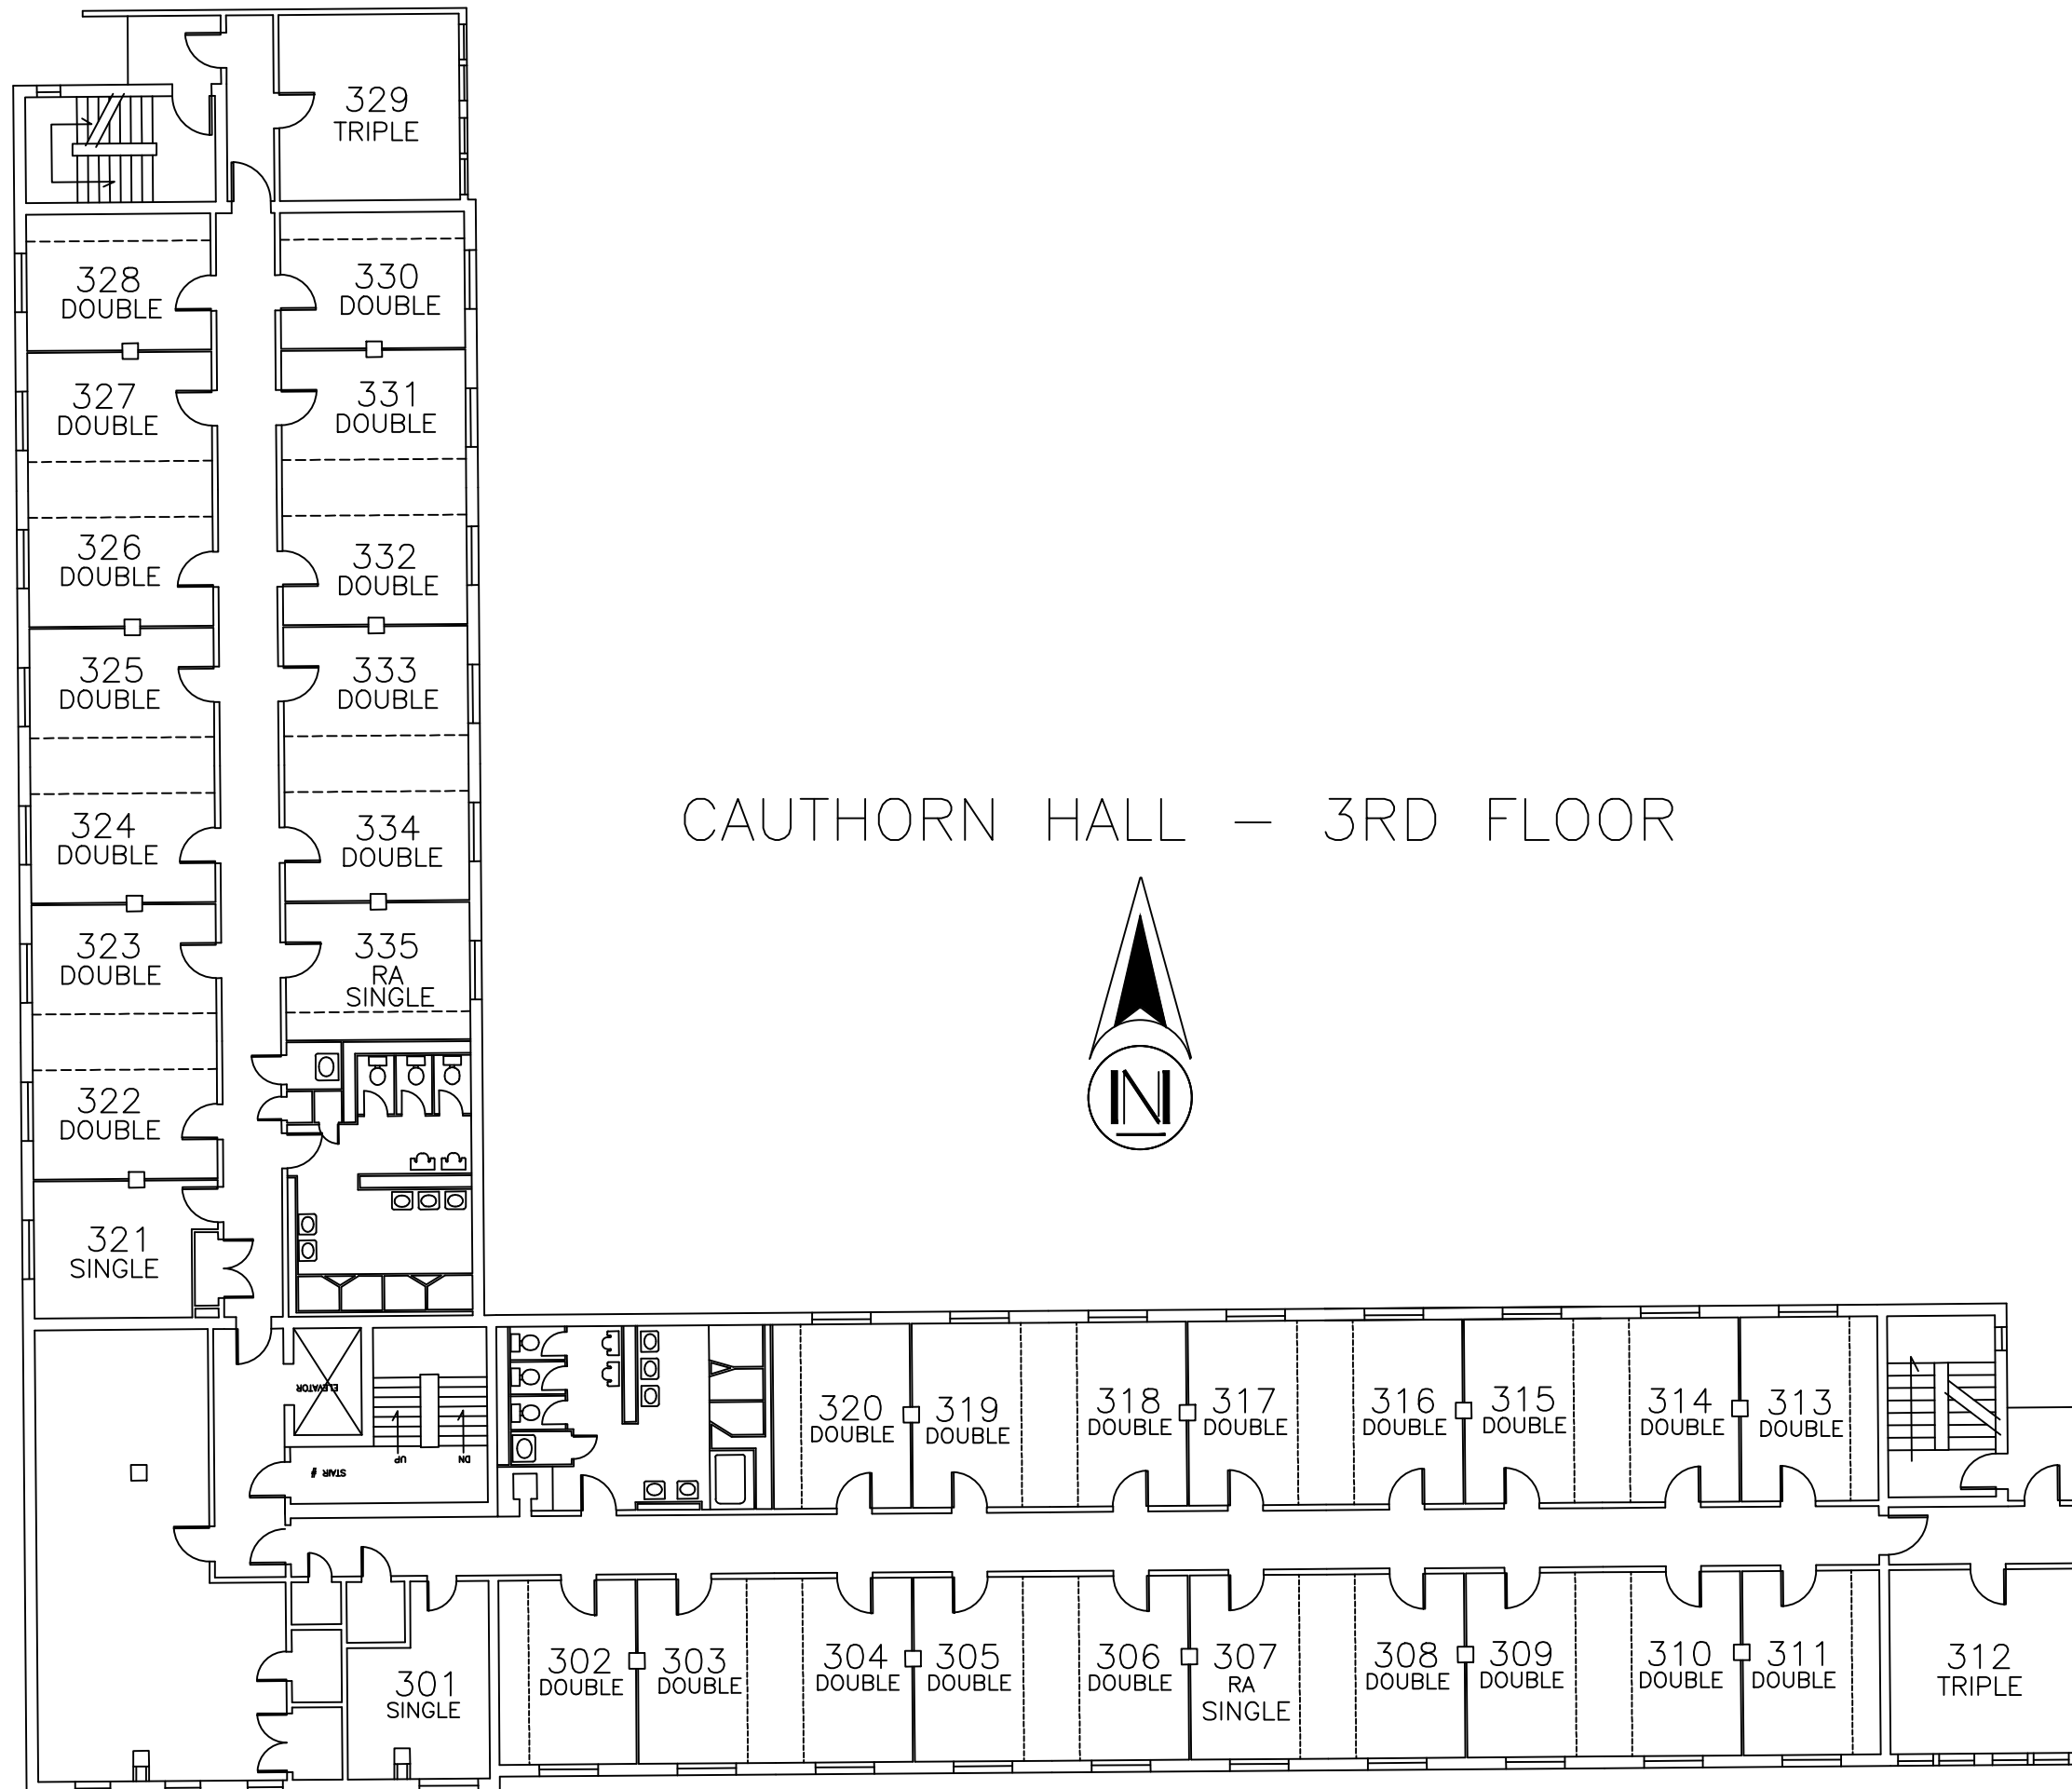 329
TRIPLE
328
DOUBLE
330
DOUBLE
327
DOUBLE
331
DOUBLE
326
DOUBLE
332
DOUBLE
325
DOUBLE
333
DOUBLE
324
DOUBLE
334
DOUBLE
CAUTHORN HALL - 3RD FLOOR
323
DOUBLE
335
RA
SINGLE
N
322
DOUBLE
321
SINGLE
ELEVATOR
UP
DN
STAIR #
320
DOUBLE
319
DOUBLE
318
DOUBLE
317
DOUBLE
316
DOUBLE
315
DOUBLE
314
DOUBLE
313
DOUBLE
301
SINGLE
302
DOUBLE
303
DOUBLE
304
DOUBLE
305
DOUBLE
306
DOUBLE
307
RA
SINGLE
308
DOUBLE
309
DOUBLE
310
DOUBLE
311
DOUBLE
312
TRIPLE